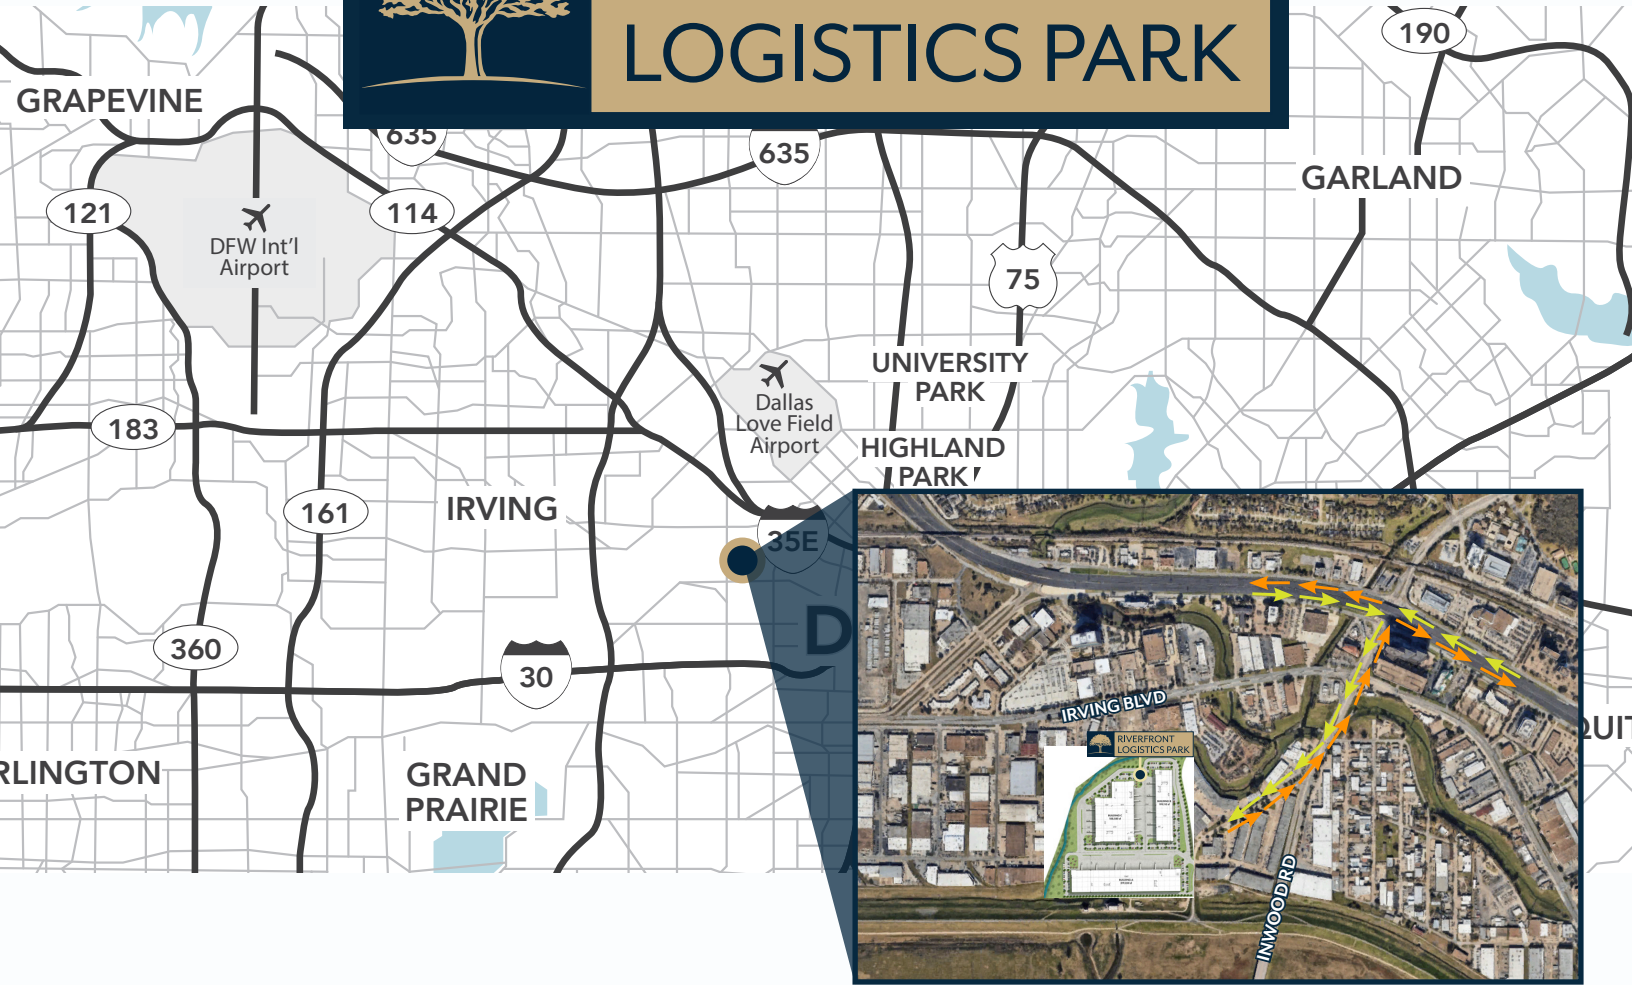 LOGISTICS PARK
190
GRAPEVINE
635
635
GARLAND
121
114
DFW Int'l
Airport
75
UNIVERSITY
PARK
Dallas
Love Field
Airport
183
HIGHLAND
PARK
161
IRVING
35E
D
360
30
IRVING BLVD
QUIT
RIVERFRONT
LOGISTICS PARK
RLINGTON
GRAND
PRAIRIE
INWOOD RD